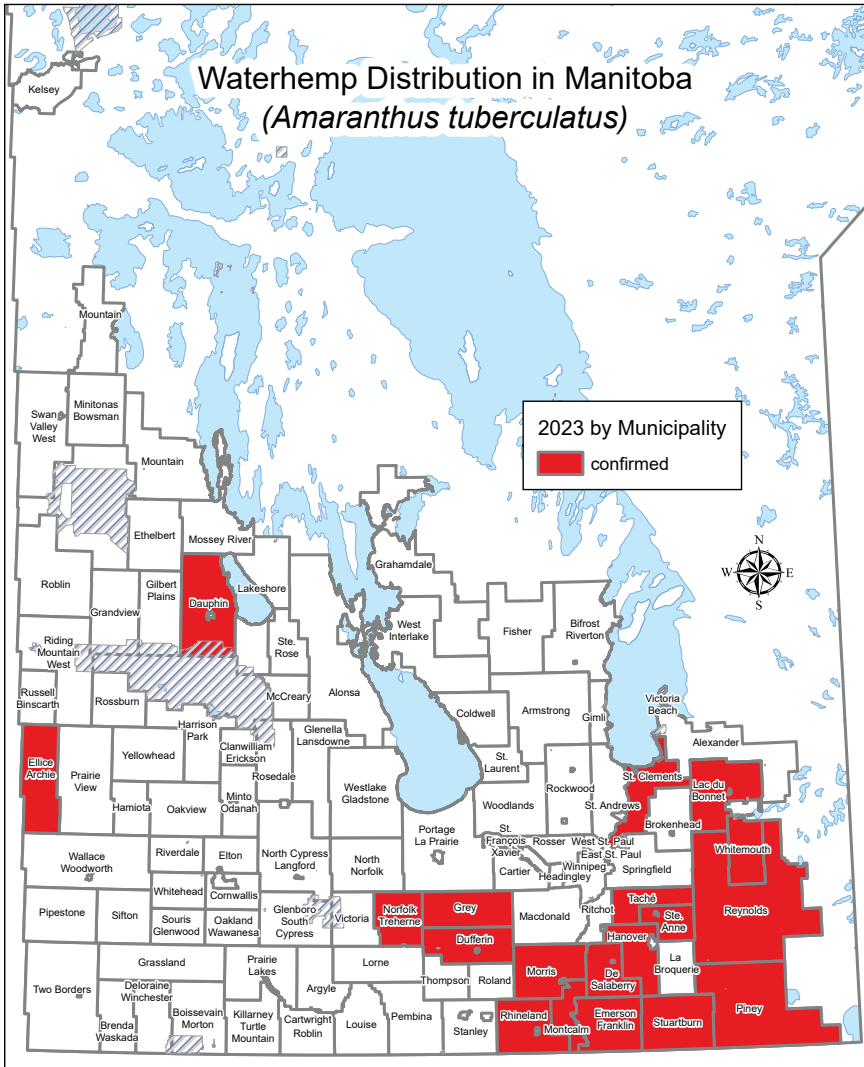 Waterhemp Distribution in Manitoba
(Amaranthus tuberculatus)
Kelsey
Mountain
Minitonas
Bowsman
Swan
Valley
West
Mountain
2023 by Municipality
confirmed
N
W
E
S
Ethelbert
Mossey River
Grahamdale
Roblin
Gilbert
Plains
Grandview
Dauphin
Lakeshore
West
Interlake
Fisher
Bifrost
Riverton
Riding
Mountain
West
Ste.
Rose
Russell
Binscarth
Rossburn
McCreary
Alonsa
Coldwell
Armstrong
Gimli
Victoria
Beach
Harrison
Park
Clanwilliam
Erickson
Glenella
Lansdowne
Alexander
Ellice
Archie
Prairie
View
Yellowhead
Rosedale
St.
Laurent
St. Clements
Lac du
Bonnet
Hamiota
Oakview
Minto
Odanah
Westlake
Gladstone
Woodlands
Rockwood
St. Andrews
Brokenhead
Portage
La Prairie
St.
François
Xavier
Rosser
West St. Paul
East St. Paul
Whitemouth
Wallace
Woodworth
Riverdale
Elton
North Cypress
Langford
North
Norfolk
Cartier
Headingley
Winnipeg
Springfield
Whitehead
Cornwallis
Pipestone
Sifton
Souris
Glenwood
Oakland
Wawanesa
Glenboro
South
Cypress
Victoria
Norfolk
Treherne
Grey
Macdonald
Ritchot
Taché
Ste.
Anne
Reynolds
Dufferin
Hanover
Grassland
Prairie
Lakes
Lorne
Thompson
Roland
Morris
De
Salaberry
La
Broquerie
Two Borders
Deloraine
Winchester
Argyle
Brenda
Waskada
Boissevain
Morton
Killarney
Turtle
Mountain
Cartwright
Roblin
Louise
Pembina
Stanley
Rhineland
Montcalm
Emerson
Franklin
Stuartburn
Piney